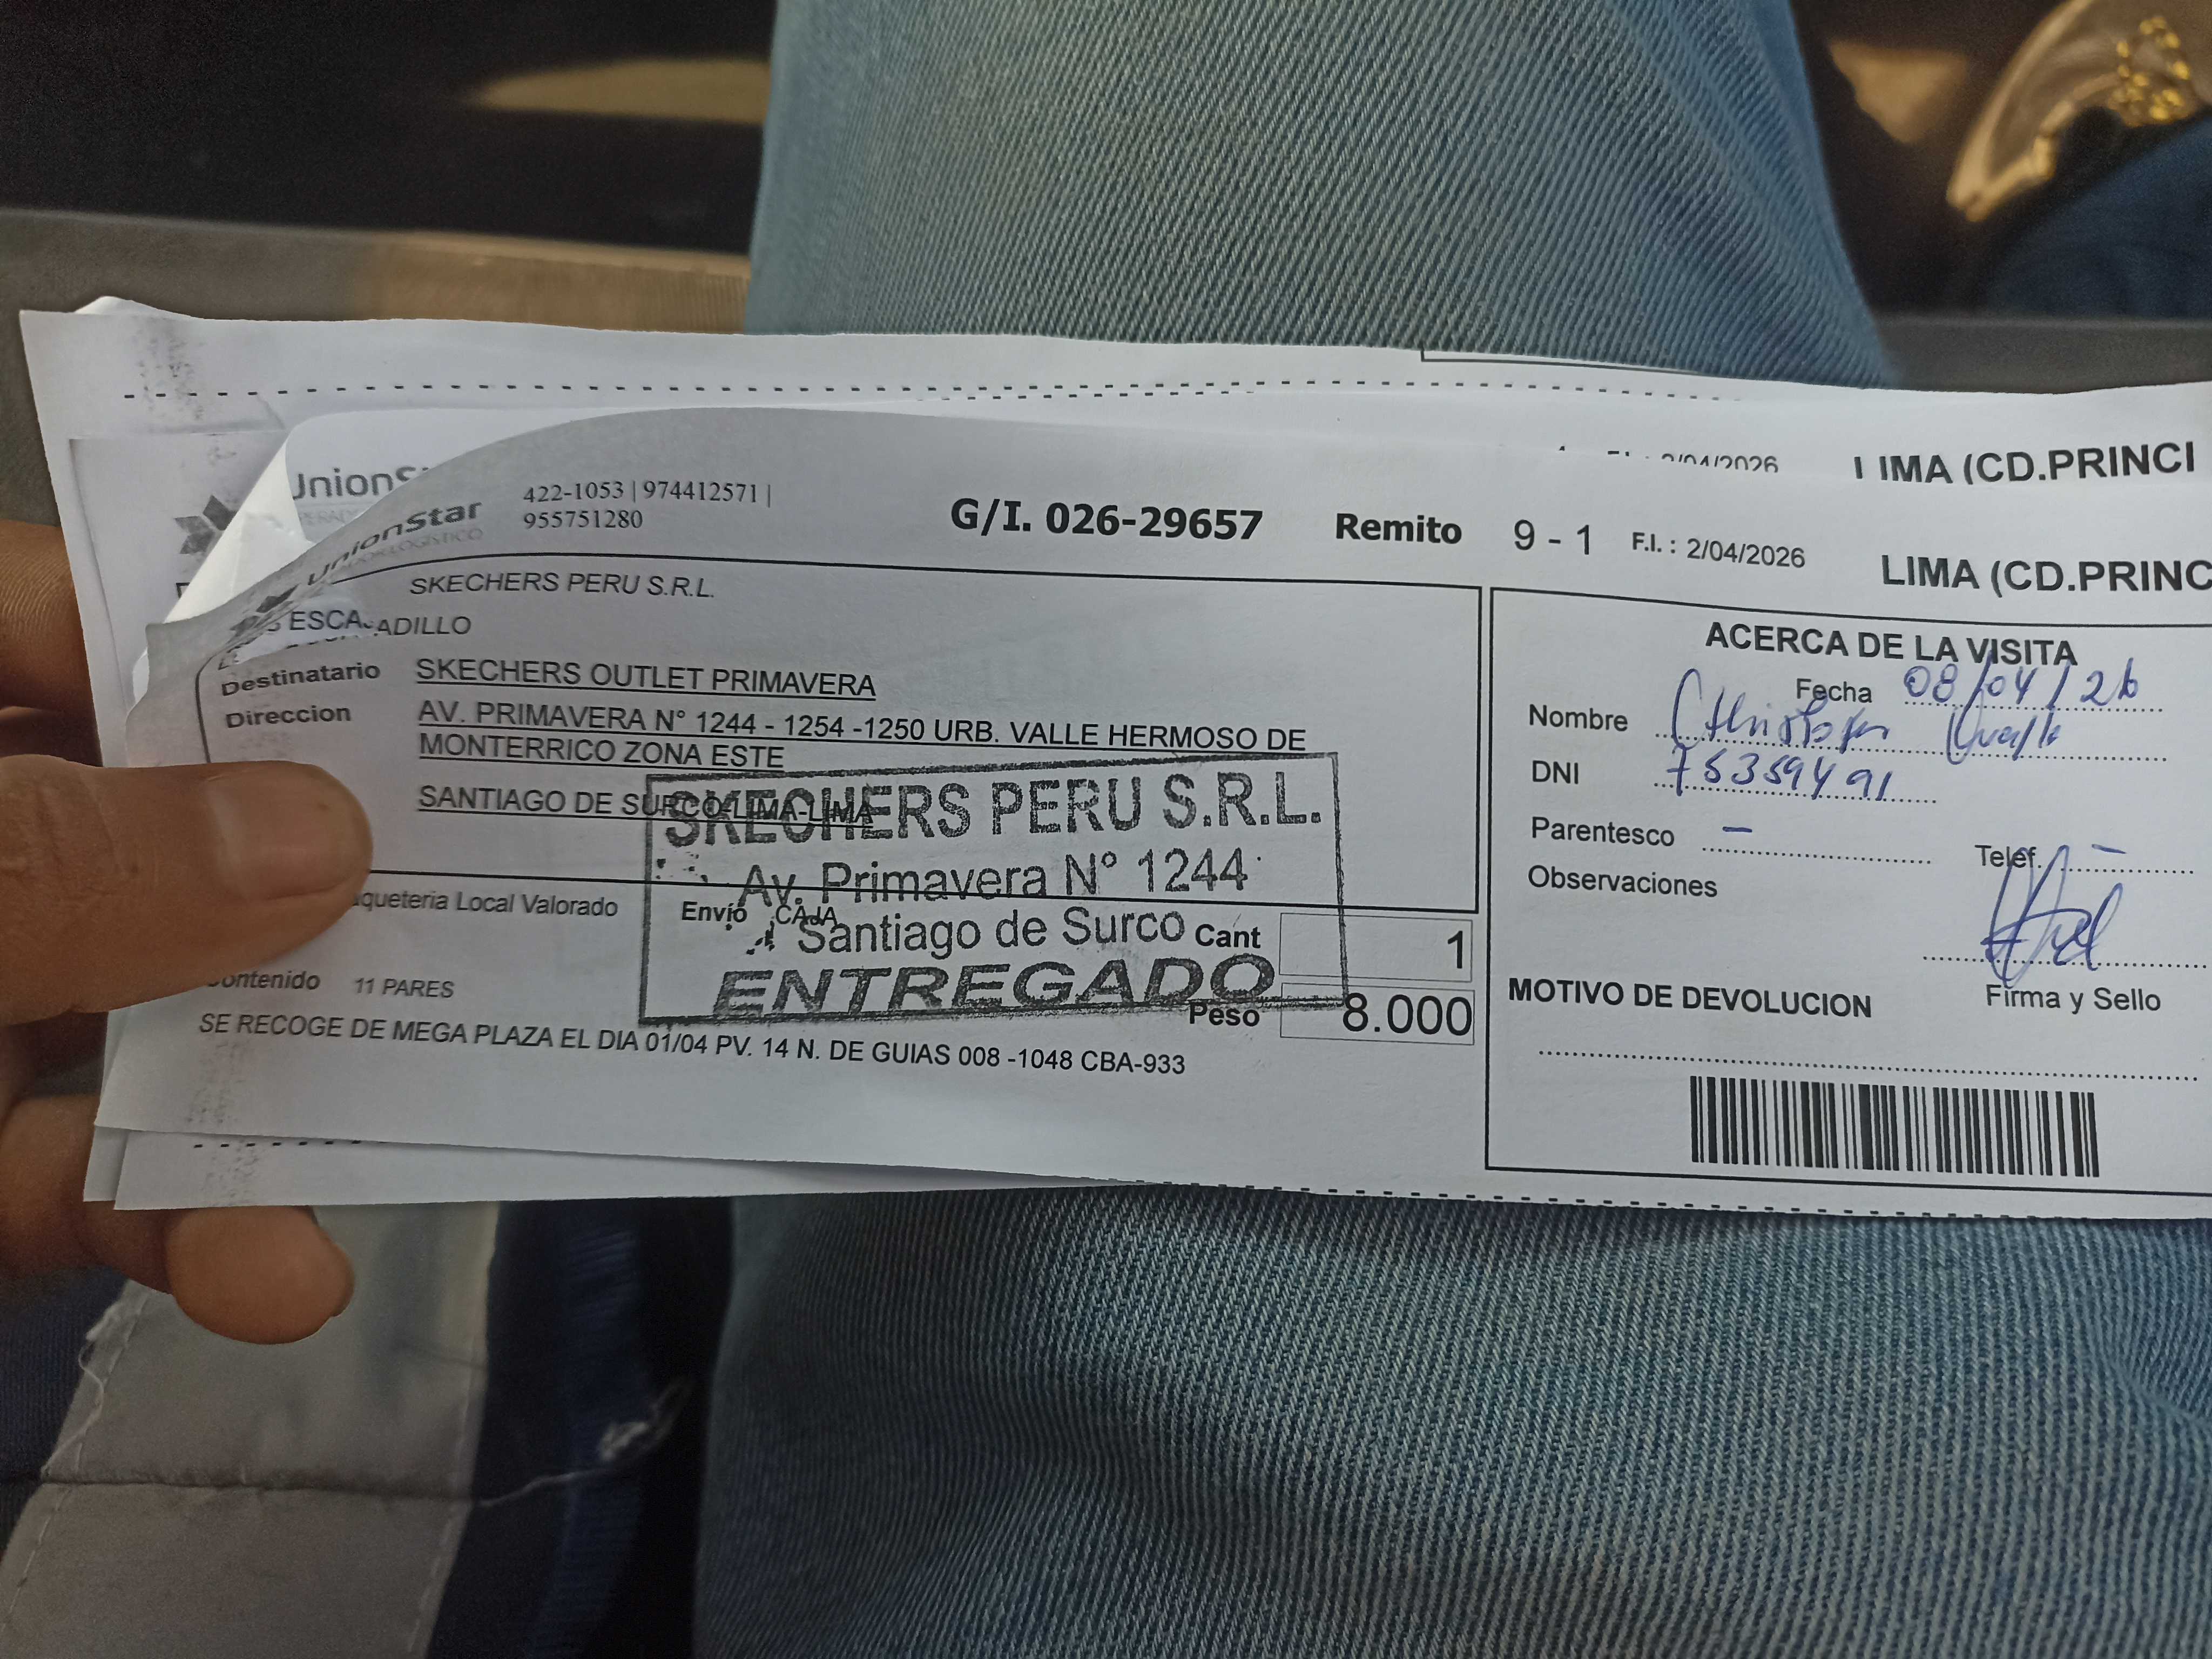 2/04/2026 LIMA (CD.PRINCI
UnionStar
422-1053 | 974412571 |
955751280
G/I. 026-29657 Remito 9 - 1 F.I. : 2/04/2026 LIMA (CD.PRINC
SKECHERS PERU S.R.L.
Destinatario SKECHERS OUTLET PRIMAVERA
Direccion AV. PRIMAVERA N° 1244 - 1254 -1250 URB. VALLE HERMOSO DE
MONTERRICO ZONA ESTE
SANTIAGO DE SURCO-LIMA-LIMA
SKECHERS PERU S.R.L.
Av. Primavera N° 1244
Santiago de Surco
ENTREGADO
Local Valorado Envío CAJA Cant 1
Contenido 11 PARES Peso 8.000
SE RECOGE DE MEGA PLAZA EL DIA 01/04 PV. 14 N. DE GUIAS 008 -1048 CBA-933
ACERCA DE LA VISITA
Fecha 08/04/26
Nombre
DNI 75359491
Parentesco - Telef. -
Observaciones
Firma y Sello
MOTIVO DE DEVOLUCION